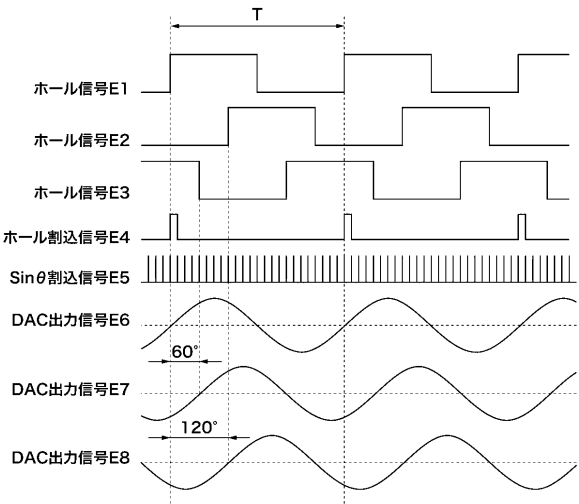 T
ホール信号E1
ホール信号E2
ホール信号E3
ホール割込信号E4
Sinθ割込信号E5
DAC出力信号E6
60°
DAC出力信号E7
120°
DAC出力信号E8